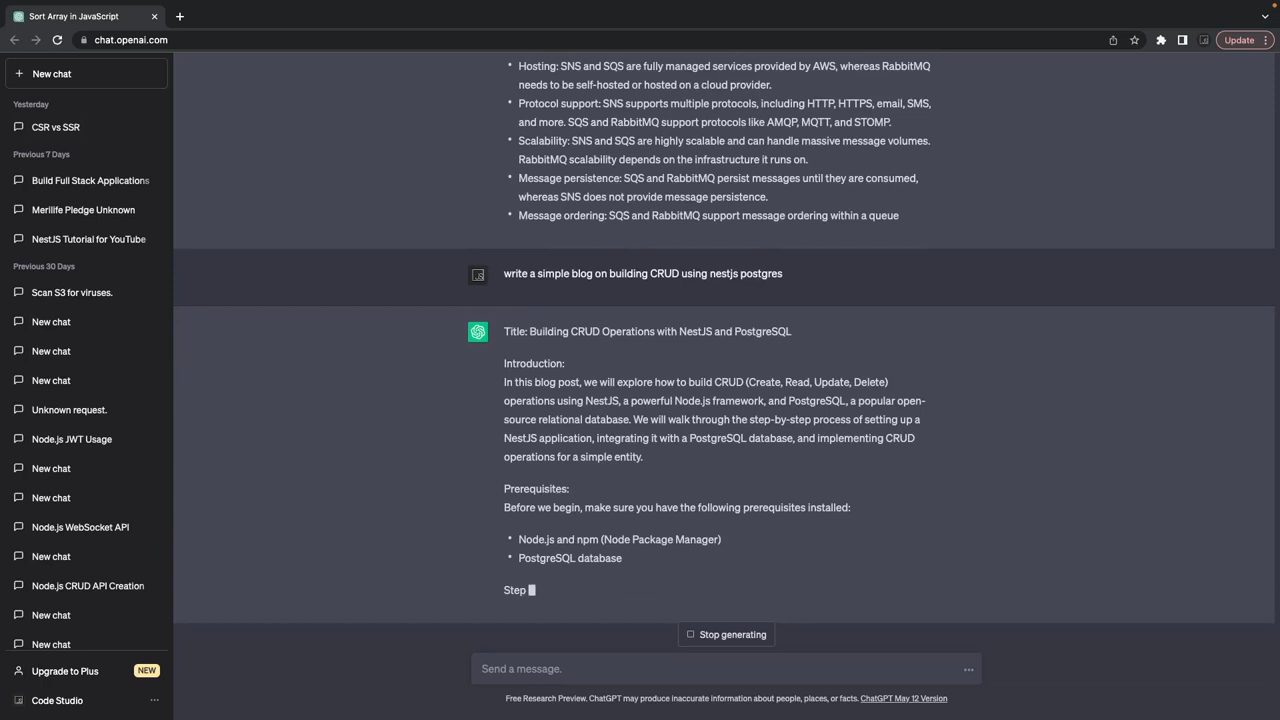 Sort Array in JavaScript
chat.openai.com
Update
New chat
Yesterday
CSR vs SSR
Previous 7 Days
Build Full Stack Applications
Merilife Pledge Unknown
NestJS Tutorial for YouTube
Previous 30 Days
Scan S3 for viruses.
New chat
New chat
New chat
Unknown request.
Node.js JWT Usage
New chat
New chat
Node.js WebSocket API
New chat
Node.js CRUD API Creation
New chat
New chat
Upgrade to Plus NEW
Code Studio
• Hosting: SNS and SQS are fully managed services provided by AWS, whereas RabbitMQ
needs to be self-hosted or hosted on a cloud provider.
• Protocol support: SNS supports multiple protocols, including HTTP, HTTPS, email, SMS,
and more. SQS and RabbitMQ support protocols like AMQP, MQTT, and STOMP.
• Scalability: SNS and SQS are highly scalable and can handle massive message volumes.
RabbitMQ scalability depends on the infrastructure it runs on.
• Message persistence: SQS and RabbitMQ persist messages until they are consumed,
whereas SNS does not provide message persistence.
• Message ordering: SQS and RabbitMQ support message ordering within a queue
write a simple blog on building CRUD using nestjs postgres
Title: Building CRUD Operations with NestJS and PostgreSQL
Introduction:
In this blog post, we will explore how to build CRUD (Create, Read, Update, Delete)
operations using NestJS, a powerful Node.js framework, and PostgreSQL, a popular open-
source relational database. We will walk through the step-by-step process of setting up a
NestJS application, integrating it with a PostgreSQL database, and implementing CRUD
operations for a simple entity.
Prerequisites:
Before we begin, make sure you have the following prerequisites installed:
• Node.js and npm (Node Package Manager)
• PostgreSQL database
Step
Stop generating
Send a message.
Free Research Preview. ChatGPT may produce inaccurate information about people, places, or facts. ChatGPT May 12 Version